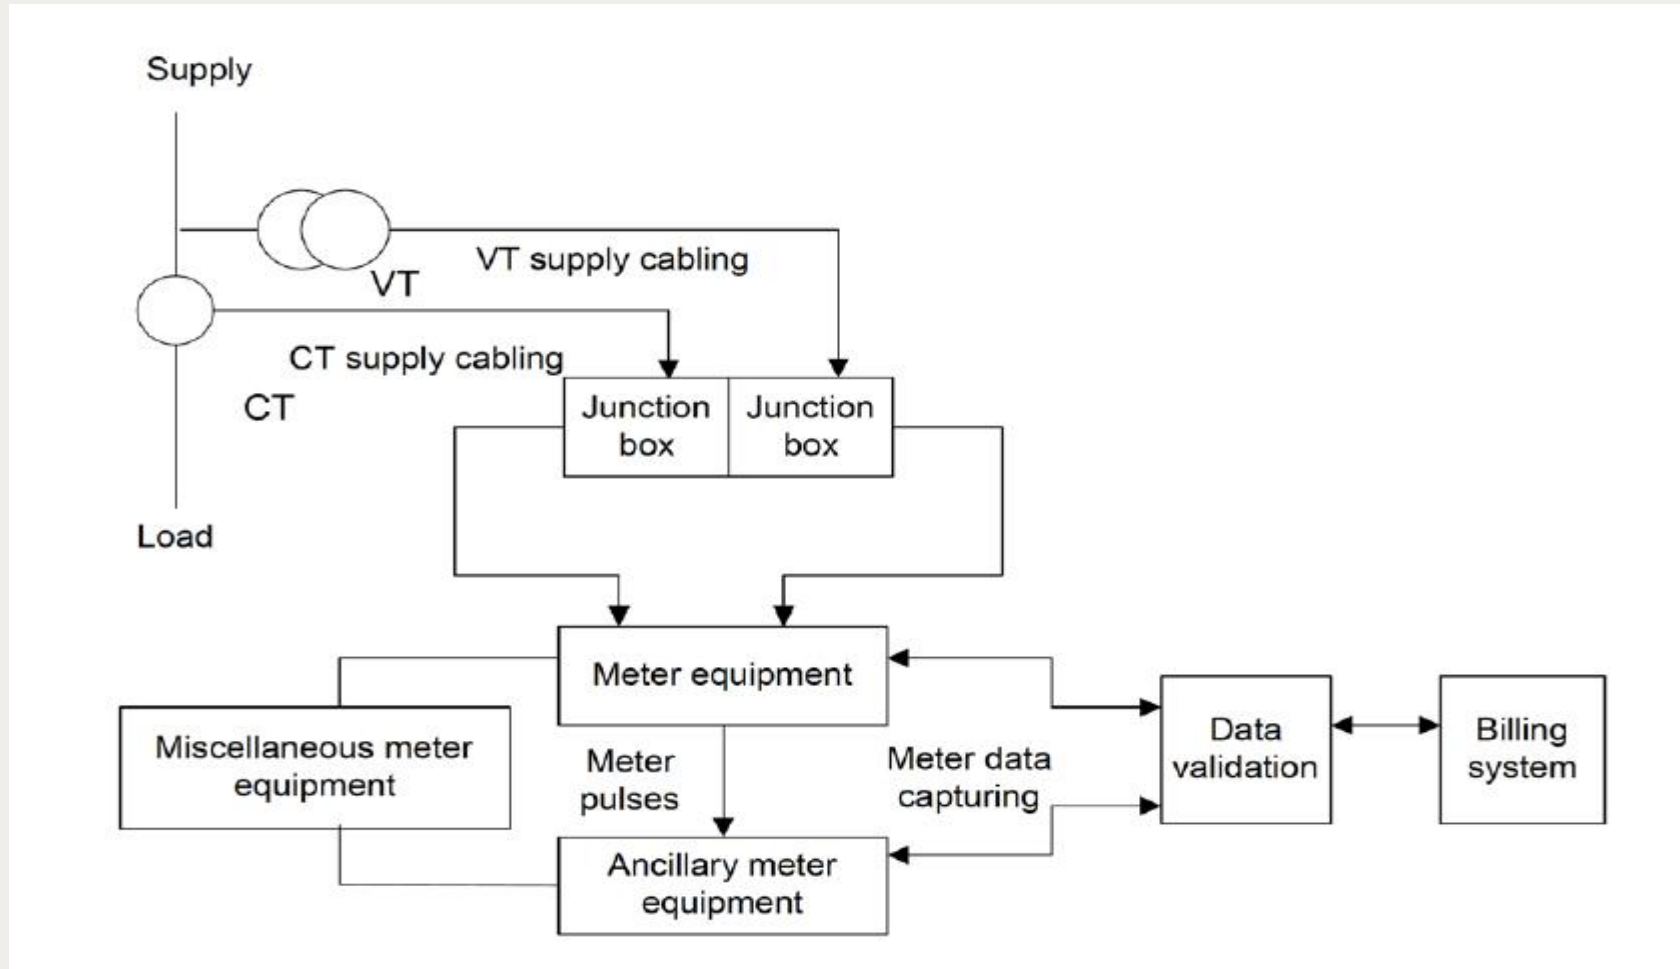 Supply
VT supply cabling
VT
CT supply cabling
CT
Junction
box
Junction
box
Load
Meter equipment
Miscellaneous meter
equipment
Meter
pulses
Meter data
capturing
Data
validation
Billing
system
Ancillary meter
equipment